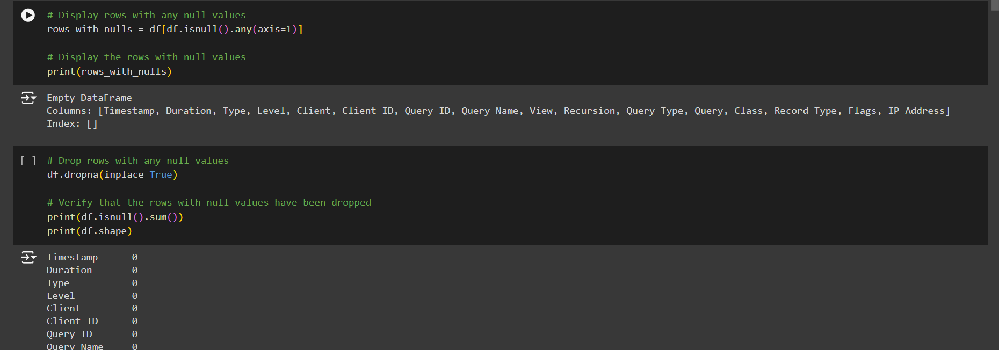 # Display rows with any null values
rows_with_nulls = df[df.isnull().any(axis=1)]
# Display the rows with null values
print(rows_with_nulls)
Empty DataFrame
Columns: [Timestamp, Duration, Type, Level, Client, Client ID, Query ID, Query Name, View, Recursion, Query Type, Query, Class, Record Type, Flags, IP Address]
Index: []
[ ] # Drop rows with any null values
df.dropna(inplace=True)
# Verify that the rows with null values have been dropped
print(df.isnull().sum())
print(df.shape)
Timestamp 0
Duration 0
Type 0
Level 0
Client 0
Client ID 0
Query ID 0
Query Name 0